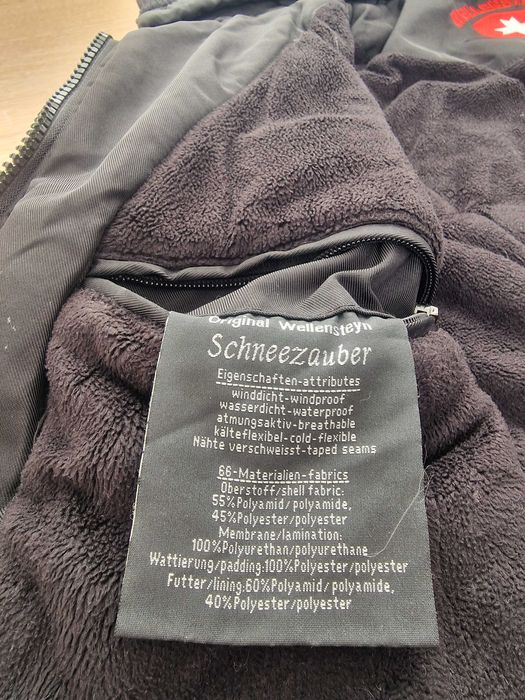 Original Wellensteyn
Schneezauber
Eigenschaften-attributes
winddicht-windproof
wasserdicht-waterproof
atmungsaktiv-breathable
kälteflexibel-cold-flexible
Nähte verschweisst-taped seams
66-Materialien-fabrics
Oberstoff/shell fabric:
55%Polyamid/polyamide,
45%Polyester/polyester
Membrane/lamination:
100%Polyurethan/polyurethane
Wattierung/padding:100%Polyester/polyester
Futter/lining:60%Polyamid/polyamide,
40%Polyester/polyester